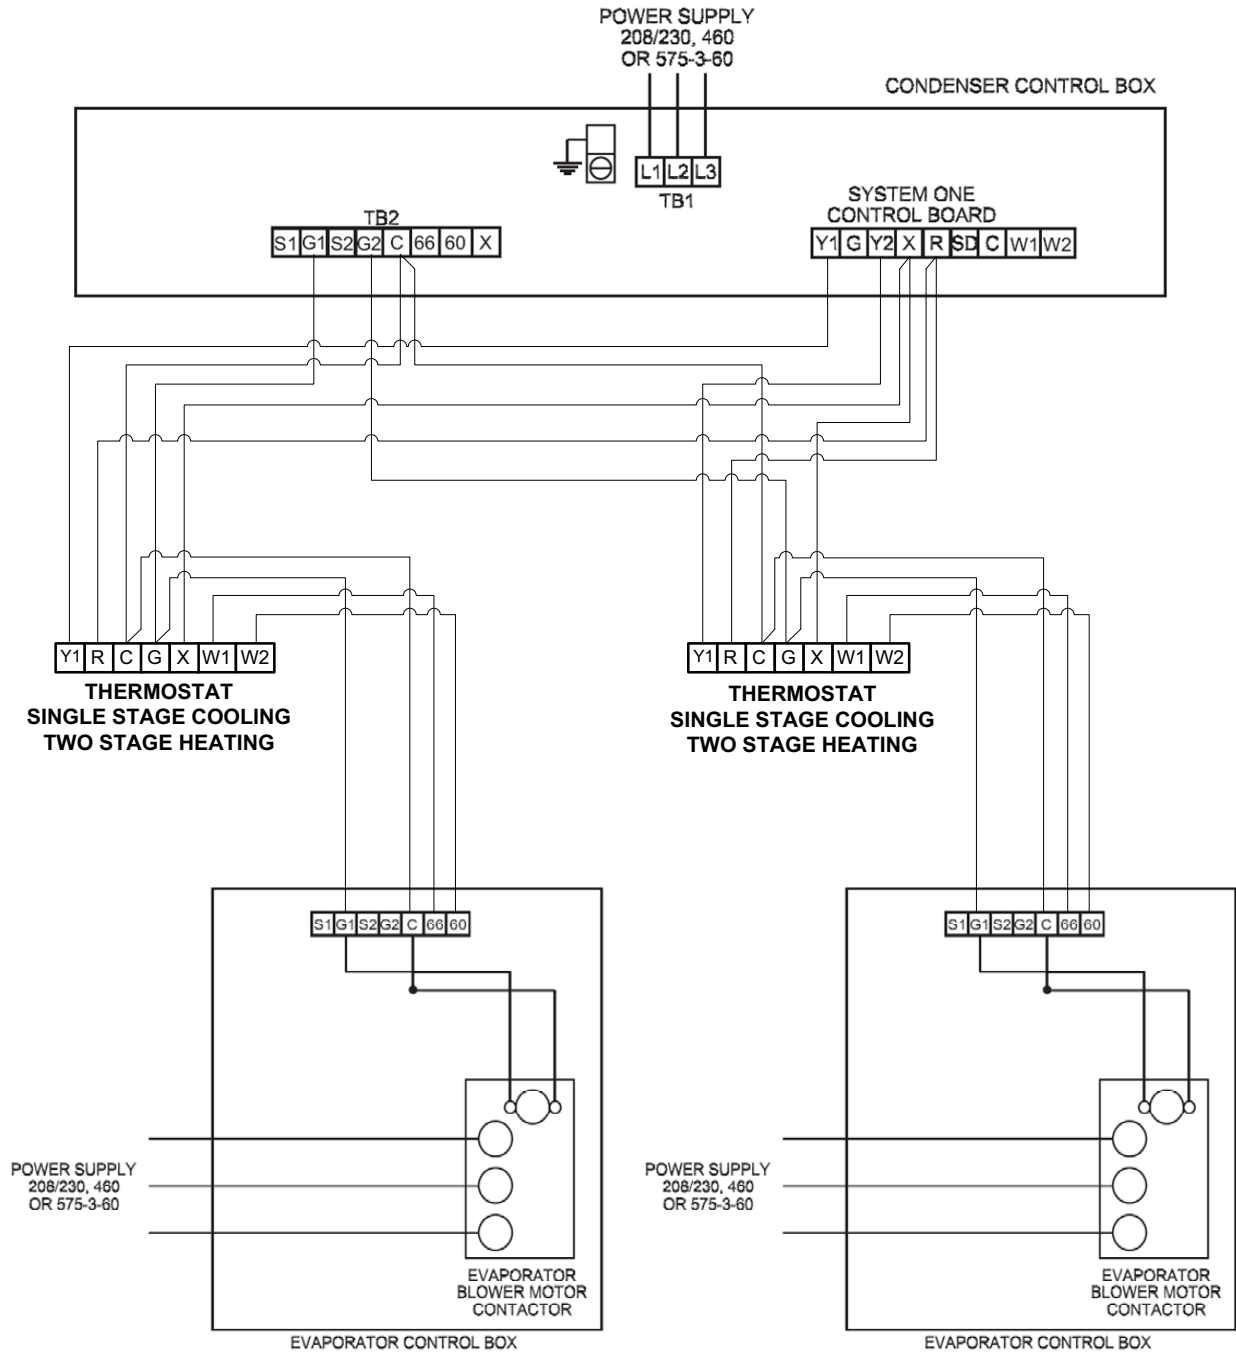 POWER SUPPLY
208/230, 460
OR 575-3-60
CONDENSER CONTROL BOX
L1 L2 L3
TB1
SYSTEM ONE
CONTROL BOARD
TB2
S1 G1 S2 G2 C 66 60 X
Y1 G Y2 X R SD C W1 W2
Y1 R C G X W1 W2
THERMOSTAT
SINGLE STAGE COOLING
TWO STAGE HEATING
Y1 R C G X W1 W2
THERMOSTAT
SINGLE STAGE COOLING
TWO STAGE HEATING
S1 G1 S2 G2 C 66 60
POWER SUPPLY
208/230, 460
OR 575-3-60
EVAPORATOR
BLOWER MOTOR
CONTACTOR
EVAPORATOR CONTROL BOX
S1 G1 S2 G2 C 66 60
POWER SUPPLY
208/230, 460
OR 575-3-60
EVAPORATOR
BLOWER MOTOR
CONTACTOR
EVAPORATOR CONTROL BOX